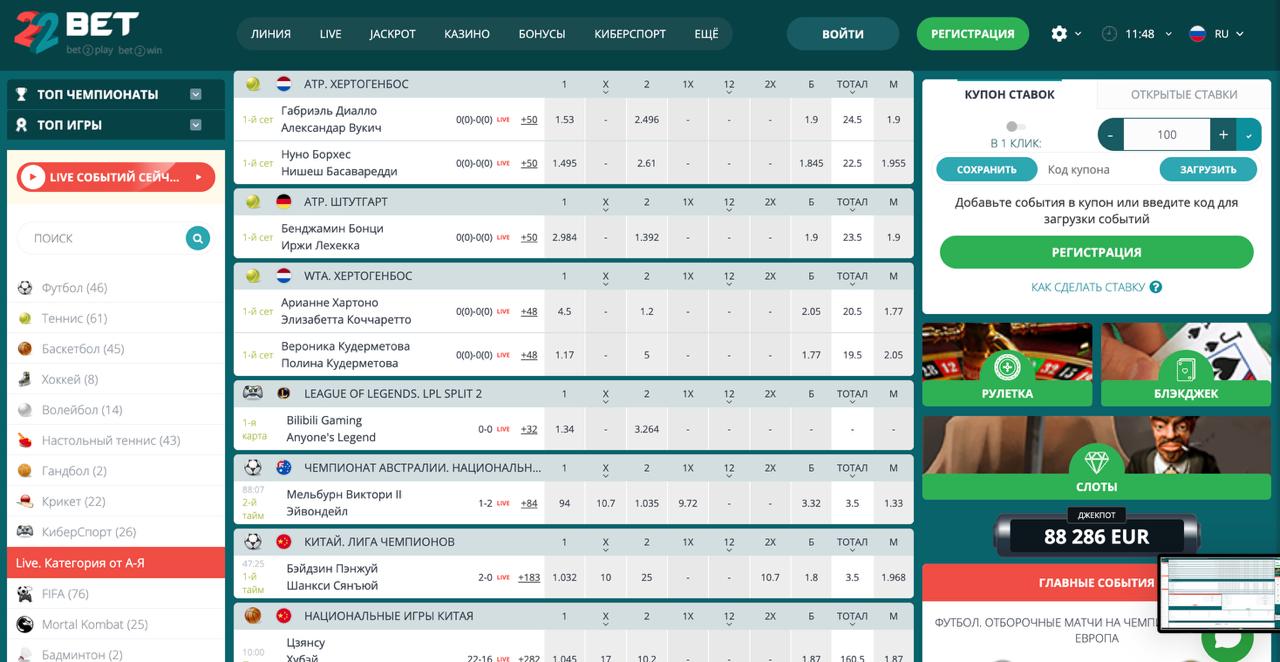 22 BET
bet 2 play bet 2 win
ЛИНИЯ LIVE JACKPOT КАЗИНО БОНУСЫ КИБЕРСПОРТ ЕЩЁ
ВОЙТИ
РЕГИСТРАЦИЯ
11:48
RU
ТОП ЧЕМПИОНАТЫ
ТОП ИГРЫ
LIVE СОБЫТИЙ СЕЙЧ...
ПОИСК
Футбол (46)
Теннис (61)
Баскетбол (45)
Хоккей (8)
Волейбол (14)
Настольный теннис (43)
Гандбол (2)
Крикет (22)
КиберСпорт (26)
Live. Категория от А-Я
FIFA (76)
Mortal Kombat (25)
Бадминтон (2)
ATP. ХЕРТОГЕНБОС 1 X 2 1X 12 2X Б ТОТАЛ М
1-й сет Габриэль Диалло 0(0)-0(0) LIVE +50 1.53 - 2.496 - - - 1.9 24.5 1.9
Александар Вукич
1-й сет Нуно Борхес 0(0)-0(0) LIVE +50 1.495 - 2.61 - - - 1.845 22.5 1.955
Нишеш Басаваредди
ATP. ШТУТГАРТ 1 X 2 1X 12 2X Б ТОТАЛ М
1-й сет Бенджамин Бонци 0(0)-0(0) LIVE +50 2.984 - 1.392 - - - 1.9 23.5 1.9
Иржи Лехекка
WTA. ХЕРТОГЕНБОС 1 X 2 1X 12 2X Б ТОТАЛ М
1-й сет Арианне Хартоно 0(0)-0(0) LIVE +48 4.5 - 1.2 - - - 2.05 20.5 1.77
Элизабетта Коччаретто
1-й сет Вероника Кудерметова 0(0)-0(0) LIVE +48 1.17 - 5 - - - 1.77 19.5 2.05
Полина Кудерметова
LEAGUE OF LEGENDS. LPL SPLIT 2 1 X 2 1X 12 2X Б ТОТАЛ М
1-я карта Bilibili Gaming 0-0 LIVE +32 1.34 - 3.264 - - - - - -
Anyone's Legend
ЧЕМПИОНАТ АВСТРАЛИИ. НАЦИОНАЛЬН... 1 X 2 1X 12 2X Б ТОТАЛ М
88:07 2-й тайм Мельбурн Виктори II 1-2 LIVE +84 94 10.7 1.035 9.72 - - 3.32 3.5 1.33
Эйвондейл
КИТАЙ. ЛИГА ЧЕМПИОНОВ 1 X 2 1X 12 2X Б ТОТАЛ М
47:25 1-й тайм Бэйдзин Пэнжуй 2-0 LIVE +183 1.032 10 25 - - 10.7 1.8 3.5 1.968
Шанкси Сянъюй
НАЦИОНАЛЬНЫЕ ИГРЫ КИТАЯ 1 X 2 1X 12 2X Б ТОТАЛ М
10:00 Цзянсу
Хубэй 22-16 LIVE +282 1.045 17 10.2 - - - 1.87 160.5 1.87
КУПОН СТАВОК ОТКРЫТЫЕ СТАВКИ
В 1 КЛИК:
- 100 +
СОХРАНИТЬ Код купона ЗАГРУЗИТЬ
Добавьте события в купон или введите код для
загрузки событий
РЕГИСТРАЦИЯ
КАК СДЕЛАТЬ СТАВКУ ?
РУЛЕТКА
БЛЭКДЖЕК
СЛОТЫ
ДЖЕКПОТ
88 286 EUR
ГЛАВНЫЕ СОБЫТИЯ
ФУТБОЛ. ОТБОРОЧНЫЕ МАТЧИ НА ЧЕМПИ
ЕВРОПА